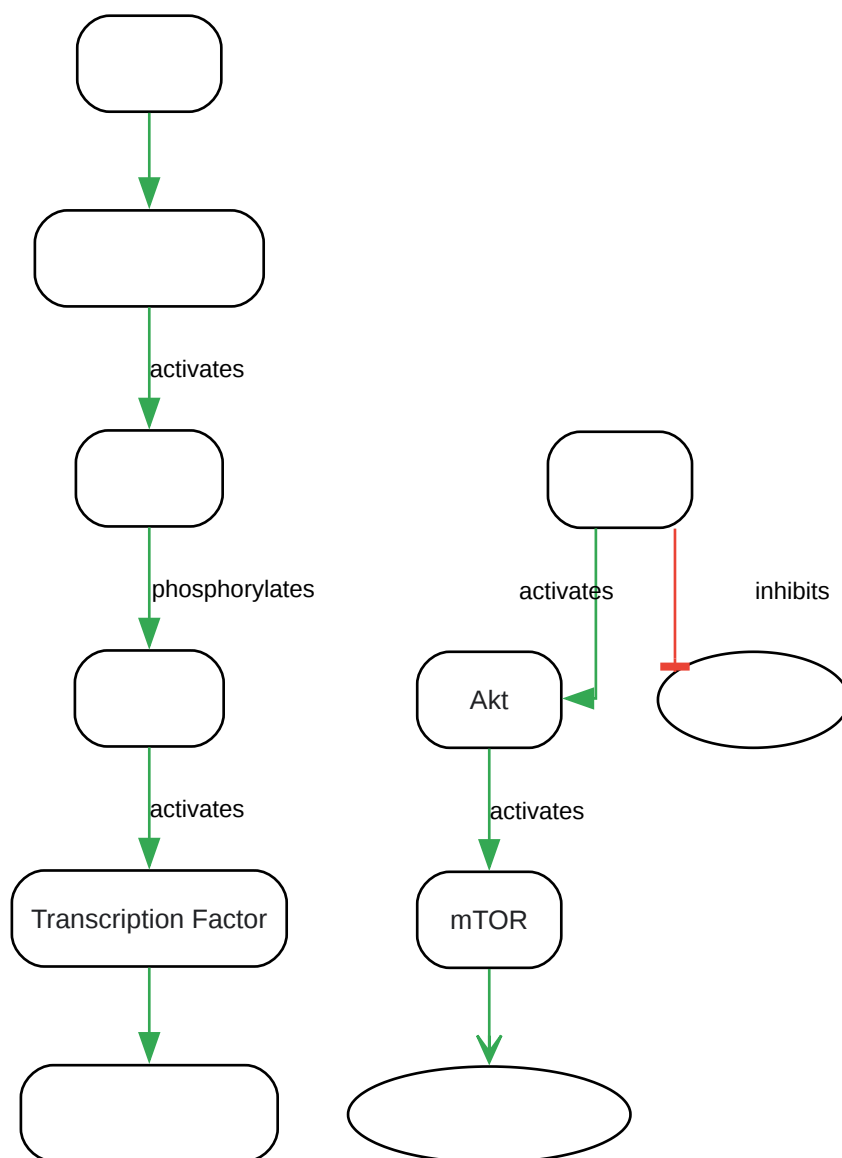 activates
phosphorylates
activates
inhibits
Akt
activates
activates
Transcription Factor
mTOR